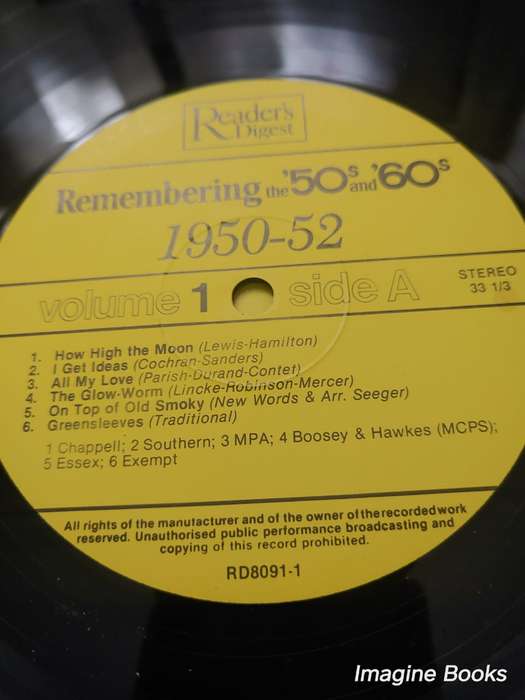 Reader's
Digest
Remembering the '50s and '60s
1950-52
volume 1 side A
STEREO
33 1/3
1. How High the Moon (Lewis-Hamilton)
2. I Get Ideas (Cochran-Sanders)
3. All My Love (Parish-Durand-Contet)
4. The Glow-Worm (Lincke-Robinson-Mercer)
5. On Top of Old Smoky (New Words & Arr. Seeger)
6. Greensleeves (Traditional)
1 Chappell; 2 Southern; 3 MPA; 4 Boosey & Hawkes (MCPS);
5 Essex; 6 Exempt
All rights of the manufacturer and of the owner of the recorded work
reserved. Unauthorised public performance broadcasting and
copying of this record prohibited.
RD8091-1
Imagine Books